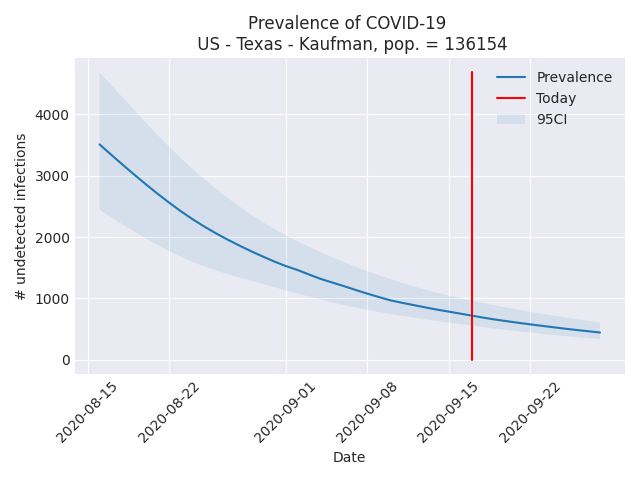 Prevalence of COVID-19
US - Texas - Kaufman, pop. = 136154
Prevalence
Today
95CI
4000
3000
2000
1000
0
# undetected infections
2020-08-15
2020-08-22
2020-09-01
2020-09-08
2020-09-15
2020-09-22
Date